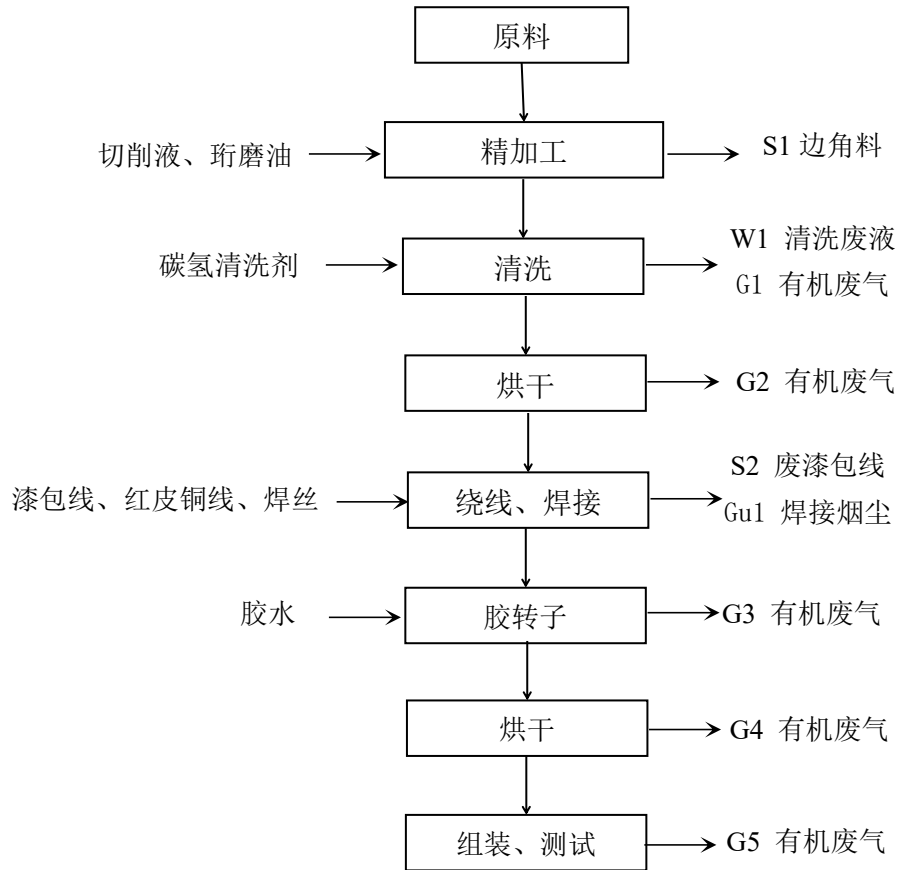 原料
切削液、珩磨油
精加工
S1 边角料
碳氢清洗剂
清洗
W1 清洗废液
G1 有机废气
烘干
G2 有机废气
漆包线、红皮铜线、焊丝
绕线、焊接
S2 废漆包线
Gu1 焊接烟尘
胶水
胶转子
G3 有机废气
烘干
G4 有机废气
组装、测试
G5 有机废气